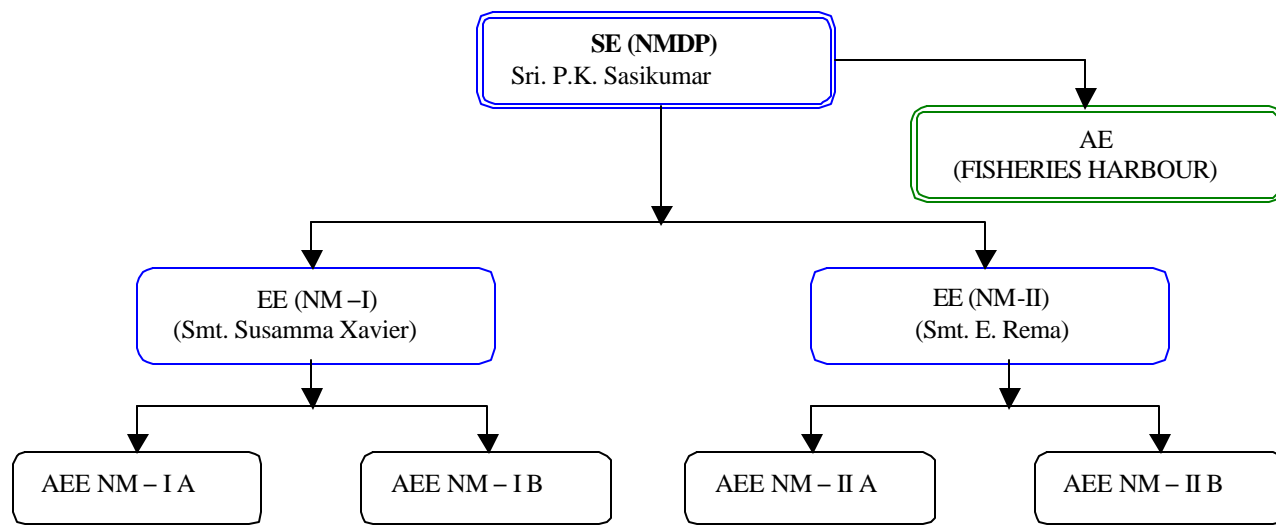 SE (NMDP)
Sri. P.K. Sasikumar
AE
(FISHERIES HARBOUR)
EE (NM –I)
(Smt. Susamma Xavier)
EE (NM-II)
(Smt. E. Rema)
AEE NM – I A
AEE NM – I B
AEE NM – II A
AEE NM – II B